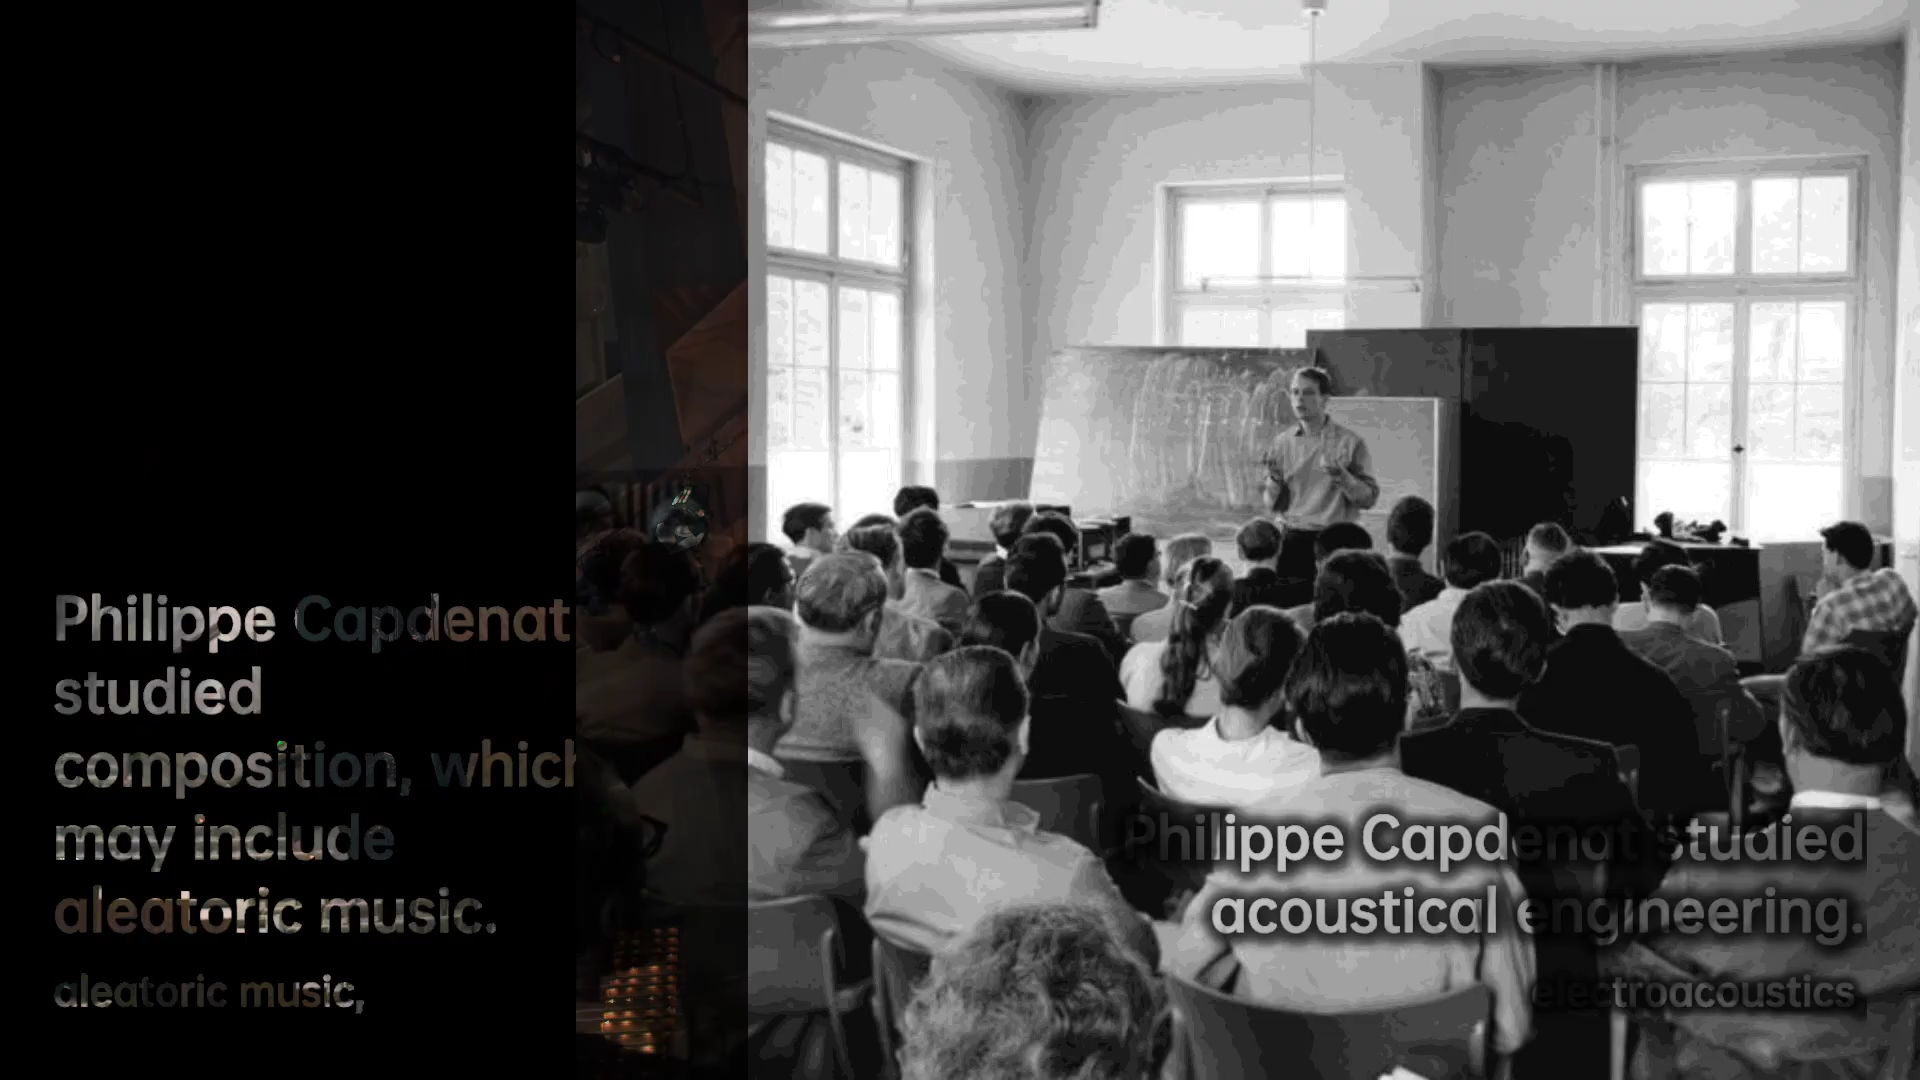 Philippe Capdenat
studied
composition, which
may include
aleatoric music.
aleatoric music,
Philippe Capdenat studied
acoustical engineering.
electroacoustics